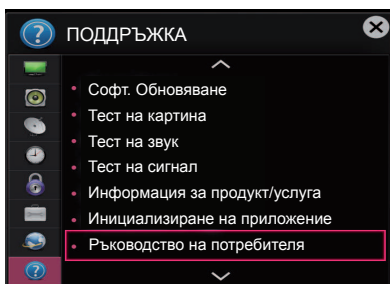 ПОДДРЪЖКА
Софт. Обновяване
Тест на картина
Тест на звук
Тест на сигнал
Информация за продукт/услуга
Инициализиране на приложение
Ръководство на потребителя